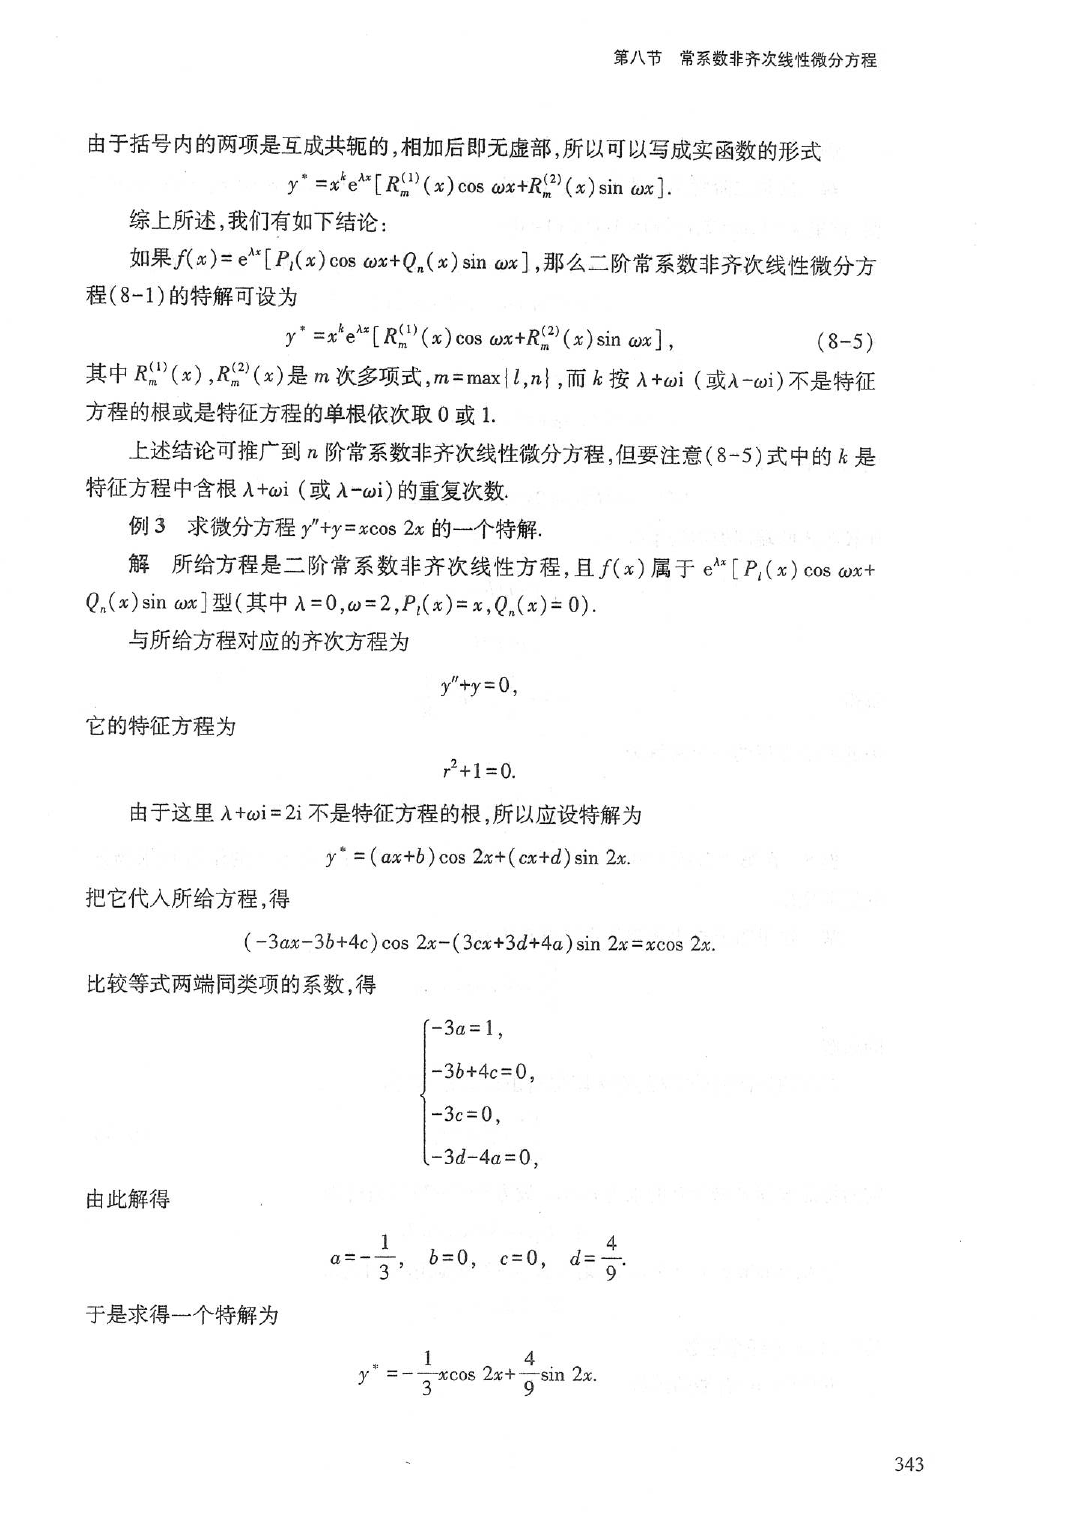 第八节 常系数非齐次线性微分方程
由于括号内的两项是互成共轭的,相加后即无虚部,所以可以写成实函数的形式
y* =xᵏe^{λx}[R_m^{(1)}(x)cos ωx+R_m^{(2)}(x)sin ωx].
综上所述,我们有如下结论:
如果f(x)=e^{λx}[P_l(x)cos ωx+Q_n(x)sin ωx],那么二阶常系数非齐次线性微分方
程(8-1)的特解可设为
y* =xᵏe^{λx}[R_m^{(1)}(x)cos ωx+R_m^{(2)}(x)sin ωx], (8-5)
其中 R_m^{(1)}(x),R_m^{(2)}(x)是 m 次多项式,m=max{l,n},而 k 按 λ+ωi (或λ-ωi)不是特征
方程的根或是特征方程的单根依次取 0 或 1.
上述结论可推广到 n 阶常系数非齐次线性微分方程,但要注意(8-5)式中的 k 是
特征方程中含根 λ+ωi (或 λ-ωi)的重复次数.
例 3 求微分方程 y″+y=xcos 2x 的一个特解.
解 所给方程是二阶常系数非齐次线性方程,且 f(x)属于 e^{λx}[P_l(x)cos ωx+
Q_n(x)sin ωx]型(其中 λ=0,ω=2,P_l(x)=x,Q_n(x)=0).
与所给方程对应的齐次方程为
y″+y=0,
它的特征方程为
r²+1=0.
由于这里 λ+ωi=2i 不是特征方程的根,所以应设特解为
y* =(ax+b)cos 2x+(cx+d)sin 2x.
把它代入所给方程,得
(-3ax-3b+4c)cos 2x-(3cx+3d+4a)sin 2x=xcos 2x.
比较等式两端同类项的系数,得
{-3a=1,
-3b+4c=0,
-3c=0,
-3d-4a=0,
由此解得
a=-1/3, b=0, c=0, d=4/9.
于是求得一个特解为
y* =-1/3 xcos 2x+4/9 sin 2x.
343